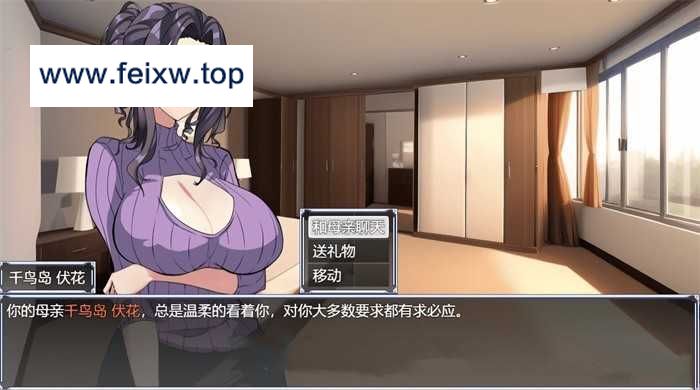 www.feixw.top
和母亲聊天
送礼物
移动
千鸟岛 伏花
你的母亲千鸟岛 伏花，总是温柔的看着你，对你大多数要求都有求必应。